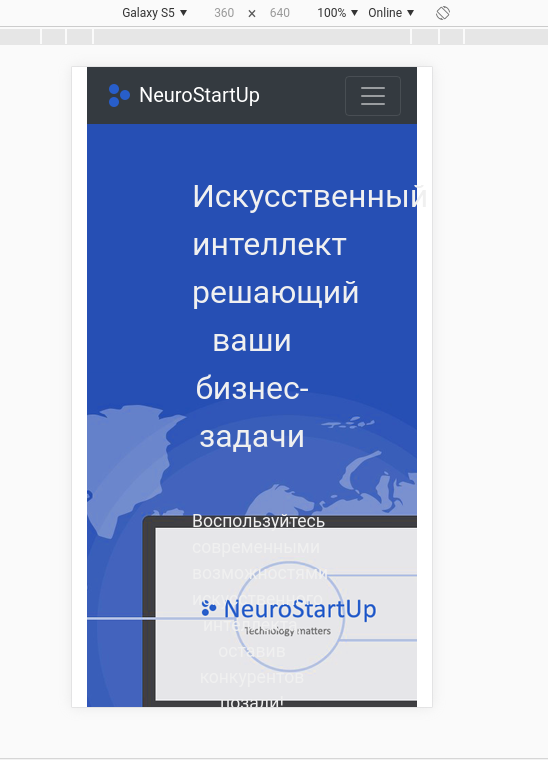 Galaxy S5 ▼ 360 × 640 100% ▼ Online ▼
NeuroStartUp
Искусственный
интеллект
решающий
ваши
бизнес-
задачи
Воспользуйтесь
современными
возможностями
искусственного
NeuroStartUp
интеллекта
Technology matters
оставив
конкурентов
позади!